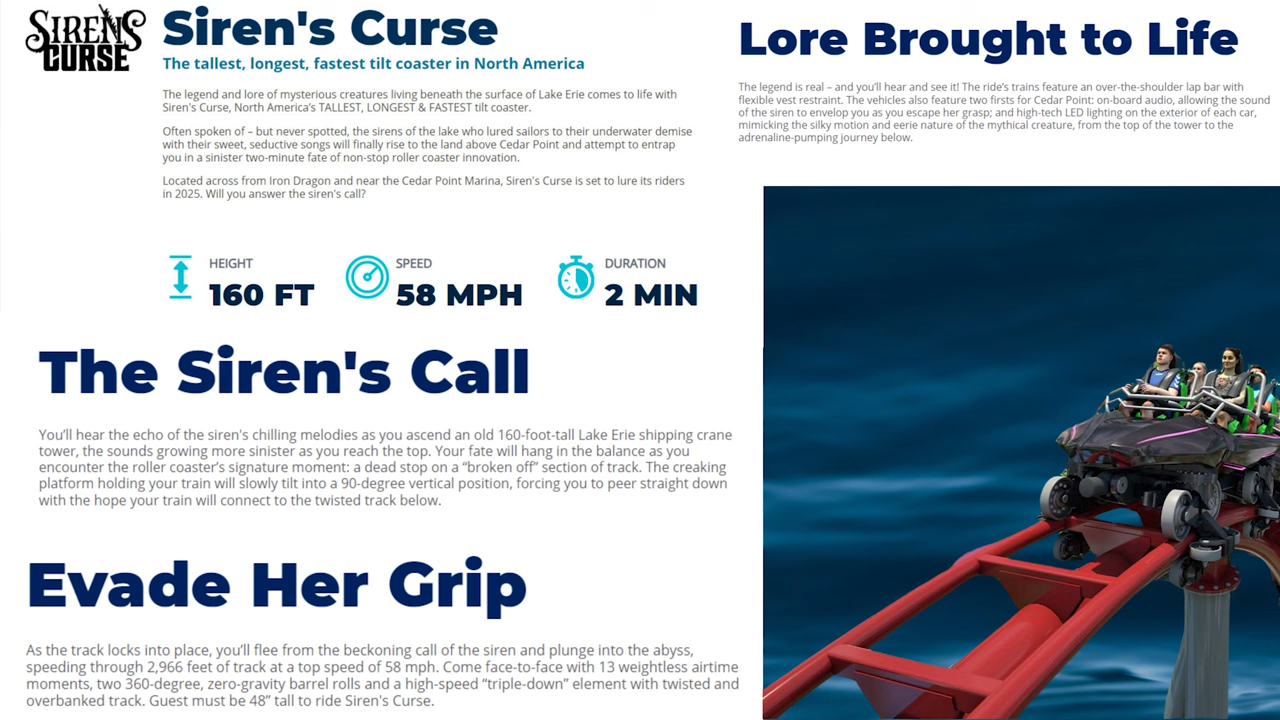 SIREN'S
CURSE
Siren's Curse
The tallest, longest, fastest tilt coaster in North America
The legend and lore of mysterious creatures living beneath the surface of Lake Erie comes to life with
Siren's Curse, North America's TALLEST, LONGEST & FASTEST tilt coaster.
Often spoken of – but never spotted, the sirens of the lake who lured sailors to their underwater demise
with their sweet, seductive songs will finally rise to the land above Cedar Point and attempt to entrap
you in a sinister two-minute fate of non-stop roller coaster innovation.
Located across from Iron Dragon and near the Cedar Point Marina, Siren's Curse is set to lure its riders
in 2025. Will you answer the siren's call?
HEIGHT
160 FT
SPEED
58 MPH
DURATION
2 MIN
The Siren's Call
You'll hear the echo of the siren's chilling melodies as you ascend an old 160-foot-tall Lake Erie shipping crane
tower, the sounds growing more sinister as you reach the top. Your fate will hang in the balance as you
encounter the roller coaster's signature moment: a dead stop on a “broken off” section of track. The creaking
platform holding your train will slowly tilt into a 90-degree vertical position, forcing you to peer straight down
with the hope your train will connect to the twisted track below.
Evade Her Grip
As the track locks into place, you'll flee from the beckoning call of the siren and plunge into the abyss,
speeding through 2,966 feet of track at a top speed of 58 mph. Come face-to-face with 13 weightless airtime
moments, two 360-degree, zero-gravity barrel rolls and a high-speed “triple-down” element with twisted and
overbanked track. Guest must be 48” tall to ride Siren's Curse.
Lore Brought to Life
The legend is real – and you'll hear and see it! The ride's trains feature an over-the-shoulder lap bar with
flexible vest restraint. The vehicles also feature two firsts for Cedar Point: on-board audio, allowing the sound
of the siren to envelop you as you escape her grasp; and high-tech LED lighting on the exterior of each car,
mimicking the silky motion and eerie nature of the mythical creature, from the top of the tower to the
adrenaline-pumping journey below.